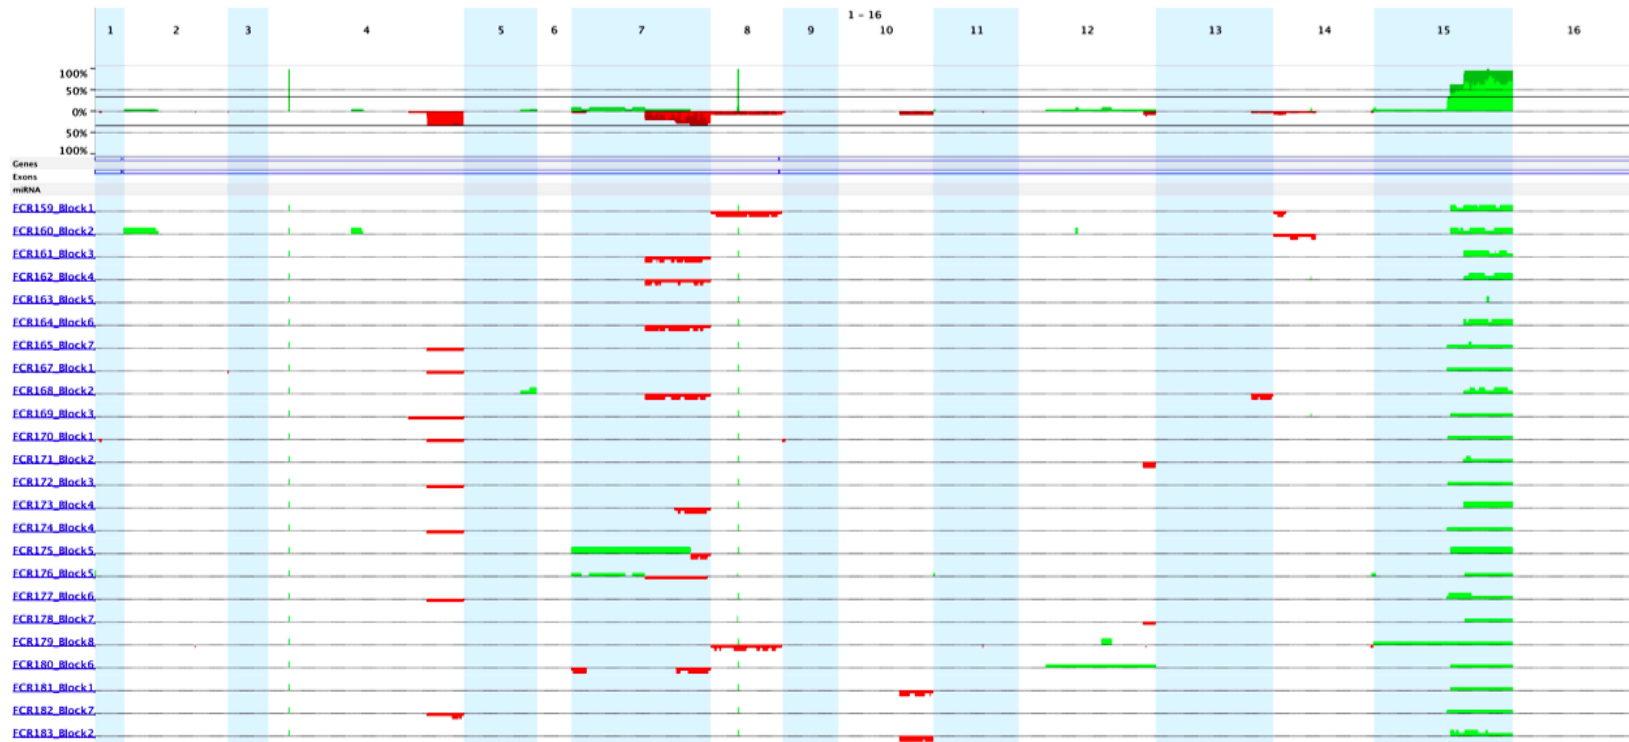 1 - 16
1 2 3 4 5 6 7 8 9 10 11 12 13 14 15 16
100%
50%
0%
50%
100%
Genes
Exons
miRNA
FCR159_Block1
FCR160_Block2
FCR161_Block3
FCR162_Block4
FCR163_Block5
FCR164_Block6
FCR165_Block7
FCR167_Block1
FCR168_Block2
FCR169_Block3
FCR170_Block1
FCR171_Block2
FCR172_Block3
FCR173_Block4
FCR174_Block4
FCR175_Block5
FCR176_Block5
FCR177_Block6
FCR178_Block7
FCR179_Block8
FCR180_Block6
FCR181_Block1
FCR182_Block7
FCR183_Block2